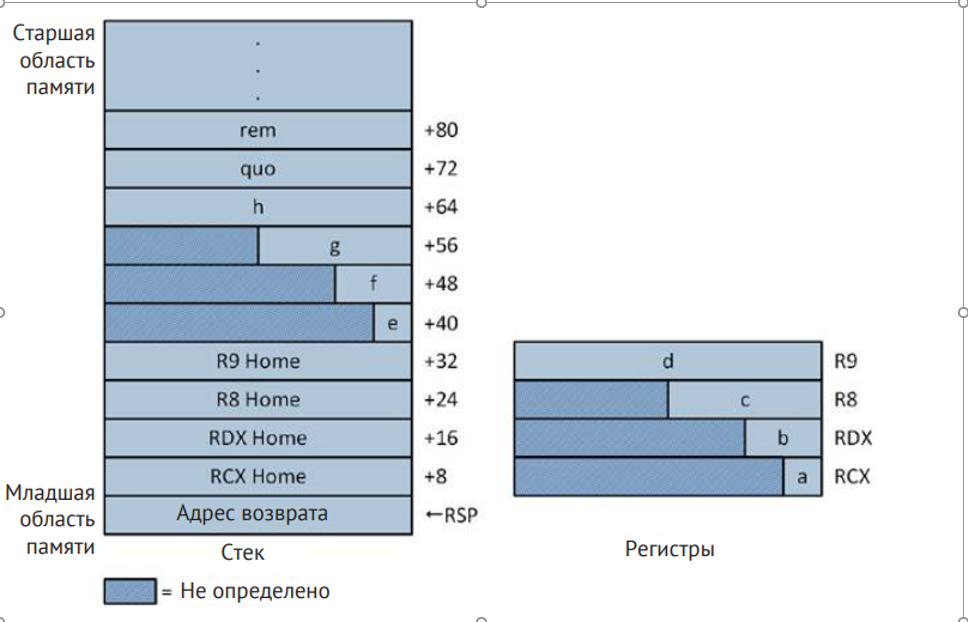 Старшая
область
памяти
.
.
.
rem +80
quo +72
h +64
g +56
f +48
e +40
R9 Home +32
R8 Home +24
RDX Home +16
RCX Home +8
Младшая
область
памяти
Адрес возврата ←RSP
Стек
= Не определено
d R9
c R8
b RDX
a RCX
Регистры